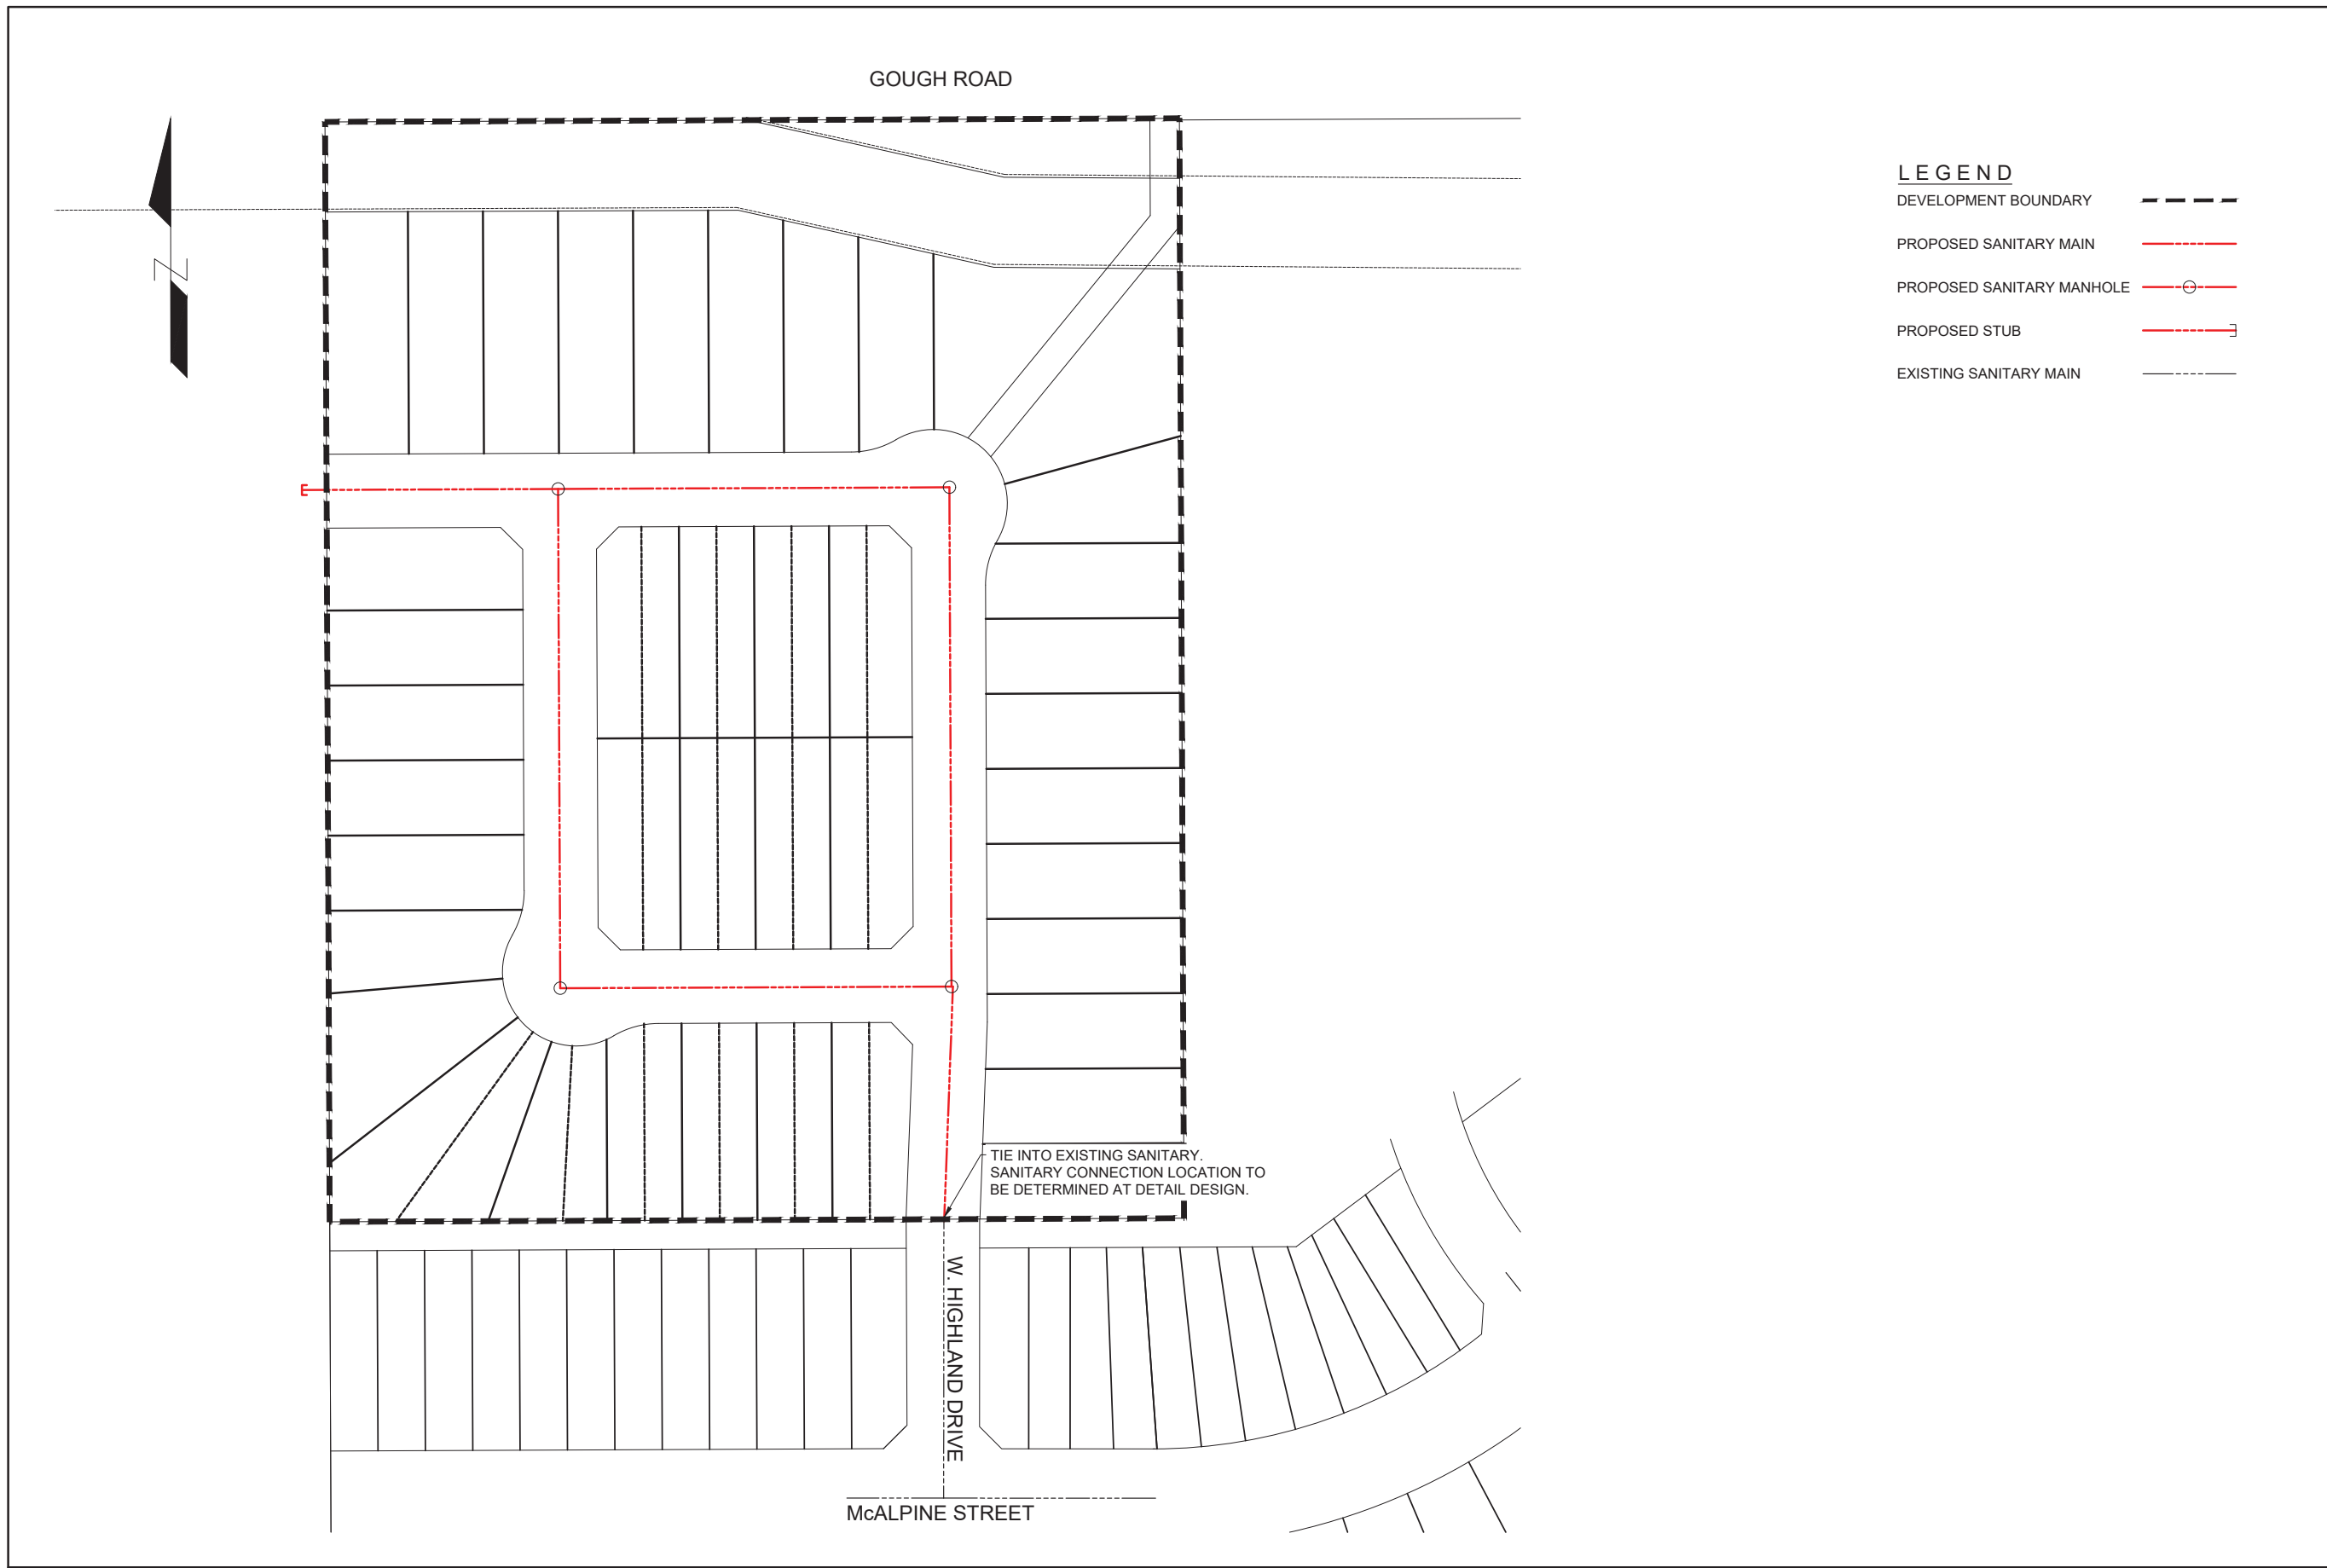 GOUGH ROAD
N
LEGEND
DEVELOPMENT BOUNDARY
PROPOSED SANITARY MAIN
PROPOSED SANITARY MANHOLE
PROPOSED STUB
EXISTING SANITARY MAIN
TIE INTO EXISTING SANITARY.
SANITARY CONNECTION LOCATION TO
BE DETERMINED AT DETAIL DESIGN.
W. HIGHLAND DRIVE
McALPINE STREET